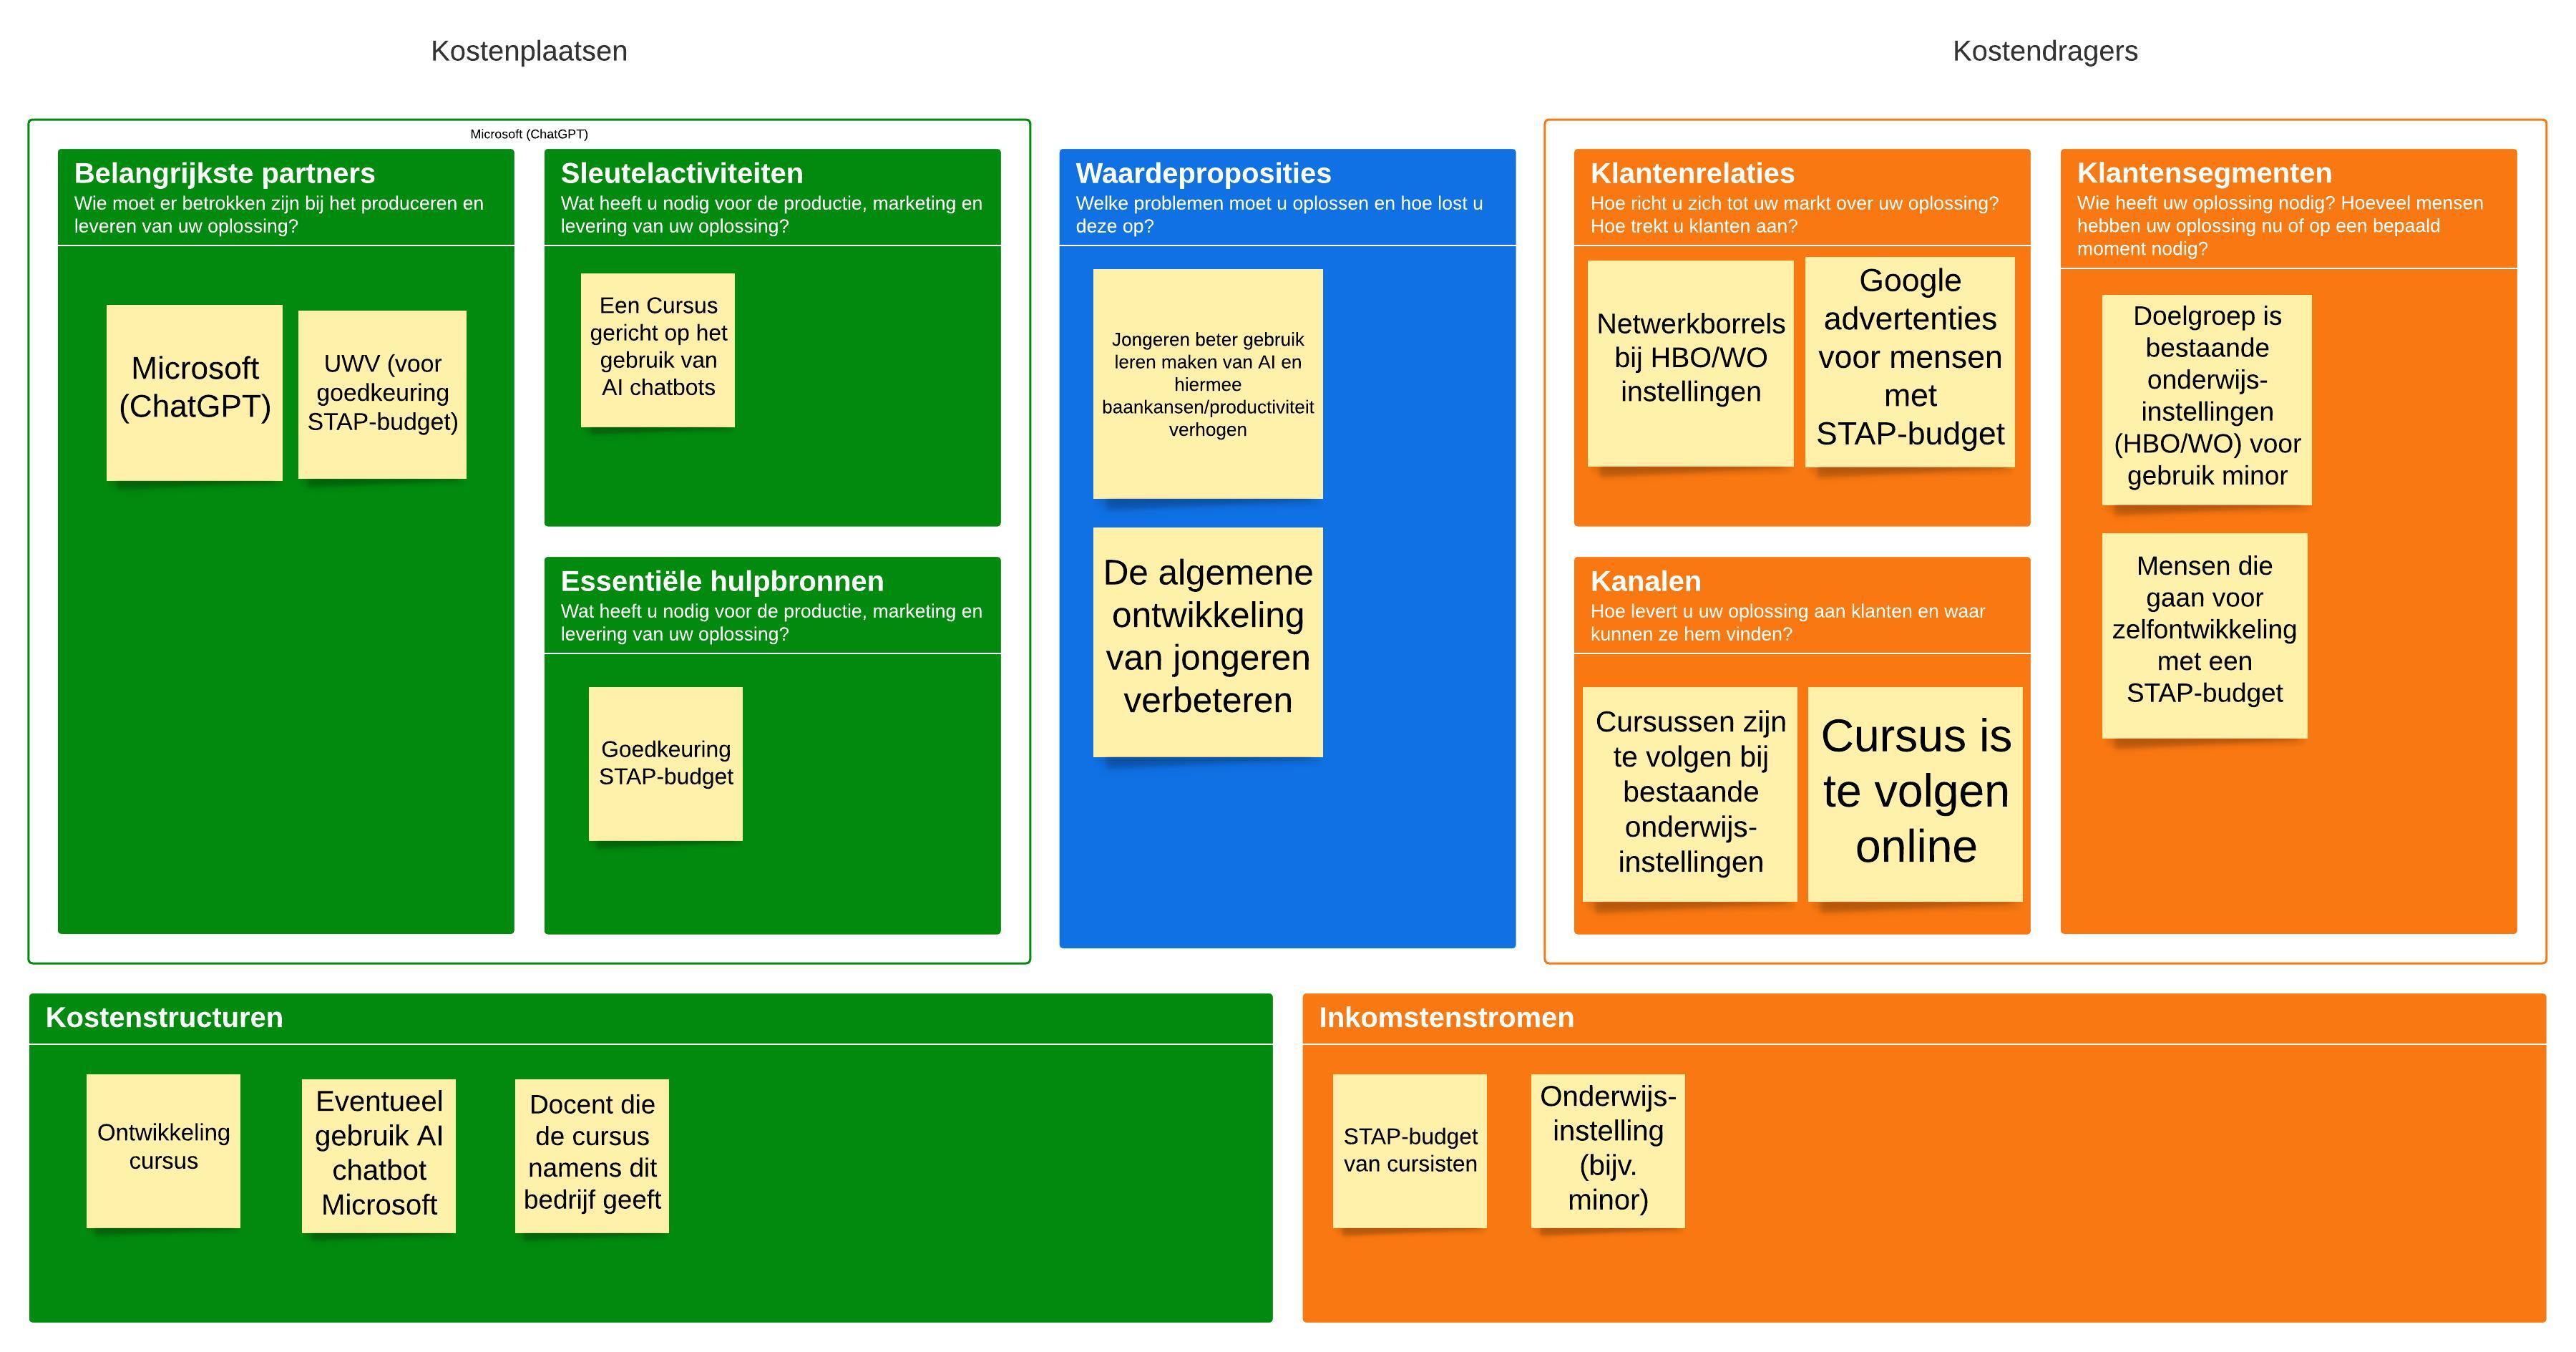 Kostenplaatsen
Kostendragers
Microsoft (ChatGPT)
Belangrijkste partners
Wie moet er betrokken zijn bij het produceren en
leveren van uw oplossing?
Microsoft
(ChatGPT)
UWV (voor
goedkeuring
STAP-budget)
Sleutelactiviteiten
Wat heeft u nodig voor de productie, marketing en
levering van uw oplossing?
Een Cursus
gericht op het
gebruik van
AI chatbots
Essentiële hulpbronnen
Wat heeft u nodig voor de productie, marketing en
levering van uw oplossing?
Goedkeuring
STAP-budget
Waardeproposities
Welke problemen moet u oplossen en hoe lost u
deze op?
Jongeren beter gebruik
leren maken van AI en
hiermee
baankansen/productiviteit
verhogen
De algemene
ontwikkeling
van jongeren
verbeteren
Klantenrelaties
Hoe richt u zich tot uw markt over uw oplossing?
Hoe trekt u klanten aan?
Netwerkborrels
bij HBO/WO
instellingen
Google
advertenties
voor mensen
met
STAP-budget
Kanalen
Hoe levert u uw oplossing aan klanten en waar
kunnen ze hem vinden?
Cursussen zijn
te volgen bij
bestaande
onderwijs-
instellingen
Cursus is
te volgen
online
Klantensegmenten
Wie heeft uw oplossing nodig? Hoeveel mensen
hebben uw oplossing nu of op een bepaald
moment nodig?
Doelgroep is
bestaande
onderwijs-
instellingen
(HBO/WO) voor
gebruik minor
Mensen die
gaan voor
zelfontwikkeling
met een
STAP-budget
Kostenstructuren
Ontwikkeling
cursus
Eventueel
gebruik AI
chatbot
Microsoft
Docent die
de cursus
namens dit
bedrijf geeft
Inkomstenstromen
STAP-budget
van cursisten
Onderwijs-
instelling
(bijv.
minor)